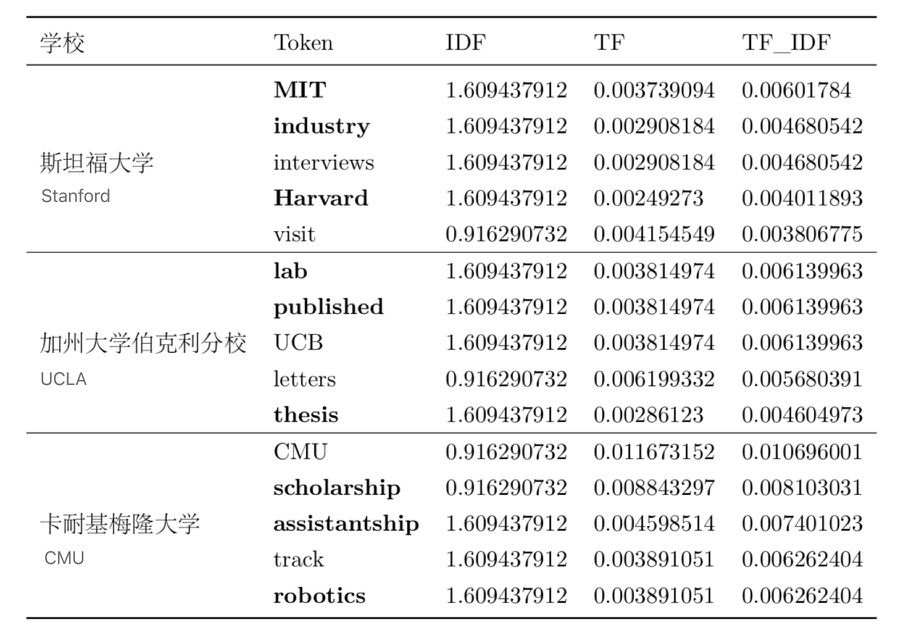 学校 Token IDF TF TF_IDF
MIT 1.609437912 0.003739094 0.00601784
industry 1.609437912 0.002908184 0.004680542
斯坦福大学 interviews 1.609437912 0.002908184 0.004680542
Stanford Harvard 1.609437912 0.00249273 0.004011893
visit 0.916290732 0.004154549 0.003806775
lab 1.609437912 0.003814974 0.006139963
published 1.609437912 0.003814974 0.006139963
加州大学伯克利分校 UCB 1.609437912 0.003814974 0.006139963
UCLA letters 0.916290732 0.006199332 0.005680391
thesis 1.609437912 0.00286123 0.004604973
CMU 0.916290732 0.011673152 0.010696001
scholarship 0.916290732 0.008843297 0.008103031
卡耐基梅隆大学 assistantship 1.609437912 0.004598514 0.007401023
CMU track 1.609437912 0.003891051 0.006262404
robotics 1.609437912 0.003891051 0.006262404